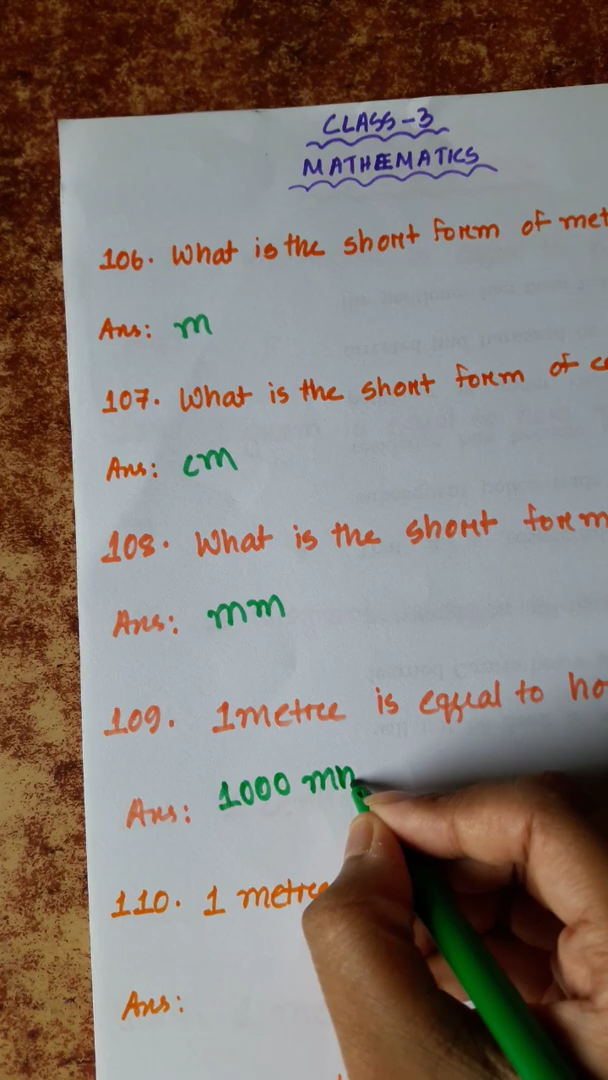 CLASS-3
MATHEMATICS
106. What is the short form of met
Ans: m
107. What is the short form of ce
Ans: cm
108. What is the short form
Ans: mm
109. 1 metre is equal to ho
Ans: 1000 mm
110. 1 metre
Ans: